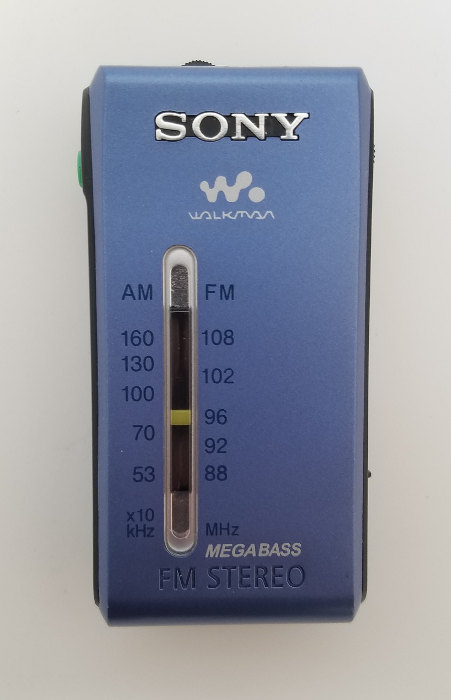 SONY
WALKMAN
AM FM
160 108
130
102
100
96
70
92
53 88
x10
kHz MHz
MEGABASS
FM STEREO